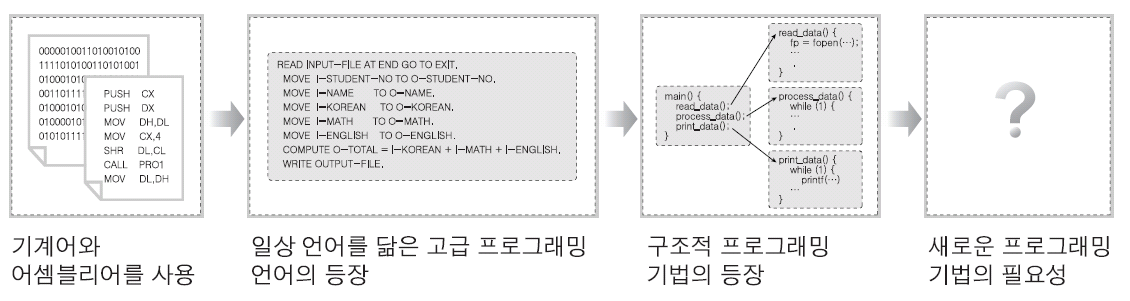 0000010011010010100
1111010100110101001
010001010
00110111
010001010
01000010
01010111
PUSH CX
PUSH DX
MOV DH,DL
MOV CX,4
SHR DL,CL
CALL PRO1
MOV DL,DH
기계어와
어셈블리어를 사용
READ INPUT-FILE AT END GO TO EXIT.
MOVE I-STUDENT-NO TO O-STUDENT-NO.
MOVE I-NAME TO O-NAME.
MOVE I-KOREAN TO O-KOREAN.
MOVE I-MATH TO O-MATH.
MOVE I-ENGLISH TO O-ENGLISH.
COMPUTE O-TOTAL = I-KOREAN + I-MATH + I-ENGLISH.
WRITE OUTPUT-FILE.
일상 언어를 닮은 고급 프로그래밍
언어의 등장
main() {
read_data();
process_data();
print_data();
}
read_data() {
fp = fopen(…);
…
.
}
process_data() {
while (1) {
…
.
}
print_data() {
while (1) {
printf(…)
…
}
구조적 프로그래밍
기법의 등장
?
새로운 프로그래밍
기법의 필요성